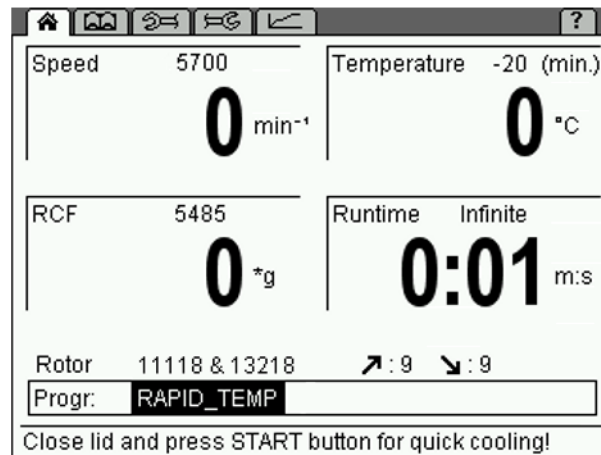 ?
Speed 5700
0 min⁻¹
Temperature -20 (min.)
0 °C
RCF 5485
0 *g
Runtime Infinite
0:01 m:s
Rotor 11118 & 13218 ↗ : 9 ↘ : 9
Progr: RAPID_TEMP
Close lid and press START button for quick cooling!